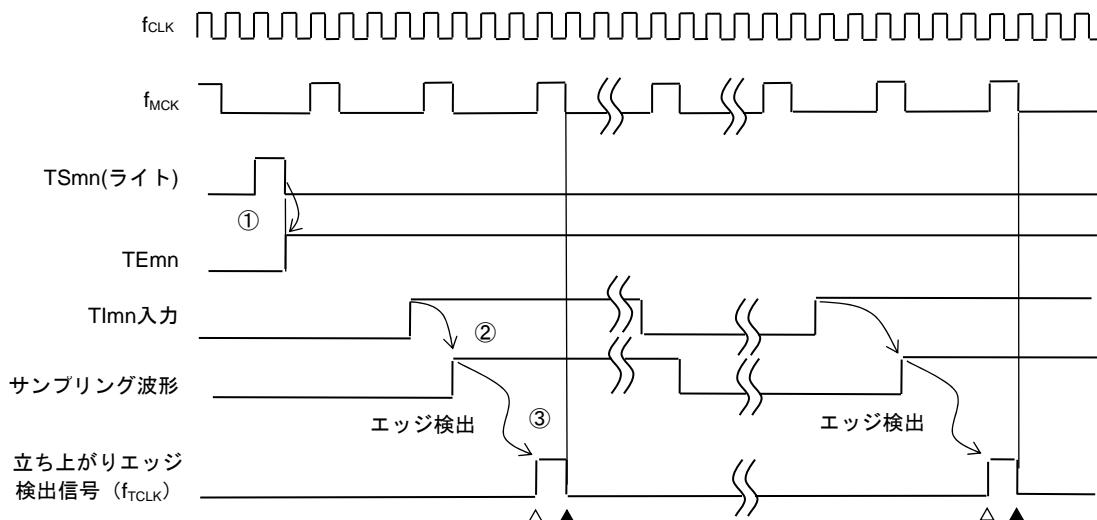 fCLK
fMCK
TSmn(ライト)
①
TEmn
TImn入力
②
サンプリング波形
エッジ検出
③
エッジ検出
立ち上がりエッジ
検出信号（fTCLK）
△
▲
△
▲